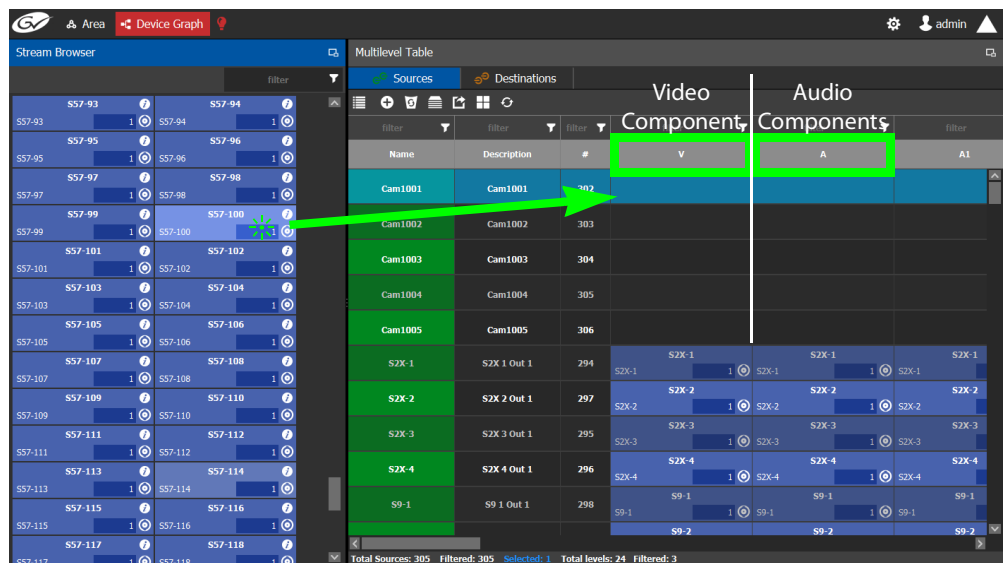 GV Area Device Graph admin
Stream Browser
filter
S57-93 S57-94
S57-93 1 S57-94 1
S57-95 S57-96
S57-95 1 S57-96 1
S57-97 S57-98
S57-97 1 S57-98 1
S57-99 S57-100
S57-99 1 S57-100 1
S57-101 S57-102
S57-101 1 S57-102 1
S57-103 S57-104
S57-103 1 S57-104 1
S57-105 S57-106
S57-105 1 S57-106 1
S57-107 S57-108
S57-107 1 S57-108 1
S57-109 S57-110
S57-109 1 S57-110 1
S57-111 S57-112
S57-111 1 S57-112 1
S57-113 S57-114
S57-113 1 S57-114 1
S57-115 S57-116
S57-115 1 S57-116 1
S57-117 S57-118
S57-117 1 S57-118 1
Multilevel Table
Sources Destinations
Video Audio
Component Components
filter filter filter filter
Name Description # V A A1
Cam1001 Cam1001 302
Cam1002 Cam1002 303
Cam1003 Cam1003 304
Cam1004 Cam1004 305
Cam1005 Cam1005 306
S2X-1 S2X 1 Out 1 294 S2X-1 S2X-1 S2X-1
S2X-1 1 S2X-1 1 S2X-1
S2X-2 S2X 2 Out 1 297 S2X-2 S2X-2 S2X-2
S2X-2 1 S2X-2 1 S2X-2
S2X-3 S2X 3 Out 1 295 S2X-3 S2X-3 S2X-3
S2X-3 1 S2X-3 1 S2X-3
S2X-4 S2X 4 Out 1 296 S2X-4 S2X-4 S2X-4
S2X-4 1 S2X-4 1 S2X-4
S9-1 S9 1 Out 1 298 S9-1 S9-1 S9-1
S9-1 1 S9-1 1 S9-1
S9-2 S9-2 S9-2
Total Sources: 305 Filtered: 305 Selected: 1 Total levels: 24 Filtered: 3